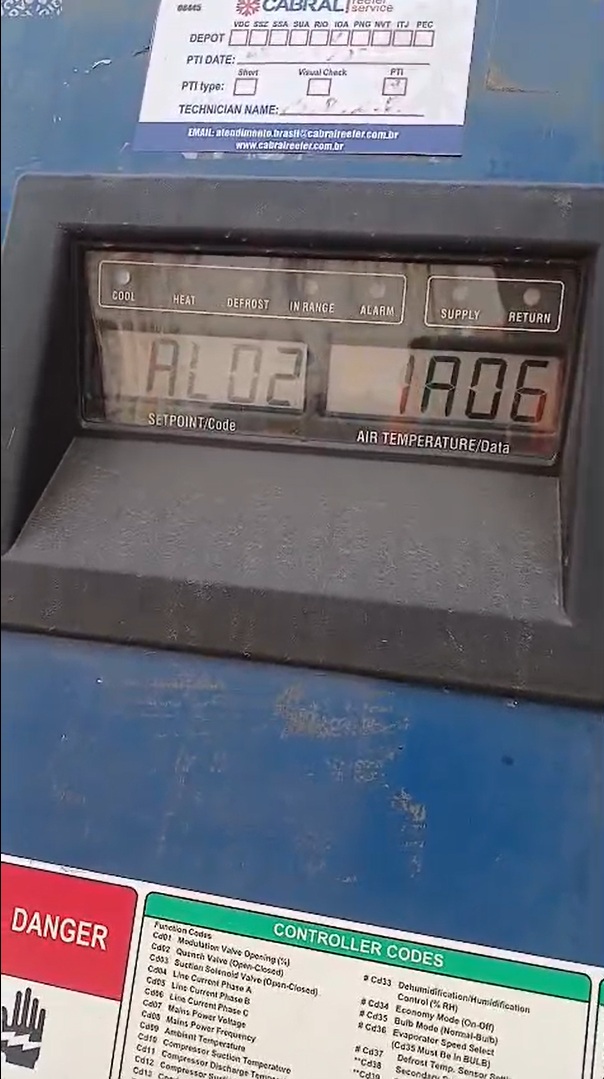 08445
CABRAL reefer service
VDC SSZ SSA SUA RIO IOA PNG NVT ITJ PEC
DEPOT
PTI DATE:
Short Visual Check PTI
PTI type:
TECHNICIAN NAME:
EMAIL: atendimento.brasil@cabralreefer.com.br
www.cabralreefer.com.br
COOL HEAT DEFROST IN RANGE ALARM SUPPLY RETURN
AL02 1A06
SETPOINT/Code AIR TEMPERATURE/Data
DANGER
CONTROLLER CODES
Function Codes
Cd01 Modulation Valve Opening (%)
Cd02 Quench Valve (Open-Closed)
Cd03 Suction Solenoid Valve (Open-Closed)
Cd04 Line Current Phase A
Cd05 Line Current Phase B
Cd06 Line Current Phase C
Cd07 Mains Power Voltage
Cd08 Mains Power Frequency
Cd09 Ambient Temperature
Cd10 Compressor Suction Temperature
Cd11 Compressor Discharge
Cd12 Compressor
Cd13
# Cd33 Dehumidification/Humidification
Control (% RH)
# Cd34 Economy Mode (On-Off)
# Cd35 Bulb Mode (Normal-Bulb)
# Cd36 Evaporator Speed Select
(Cd35 Must Be in BULB)
# Cd37 Defrost Temp. Sensor
**Cd38 Secondary